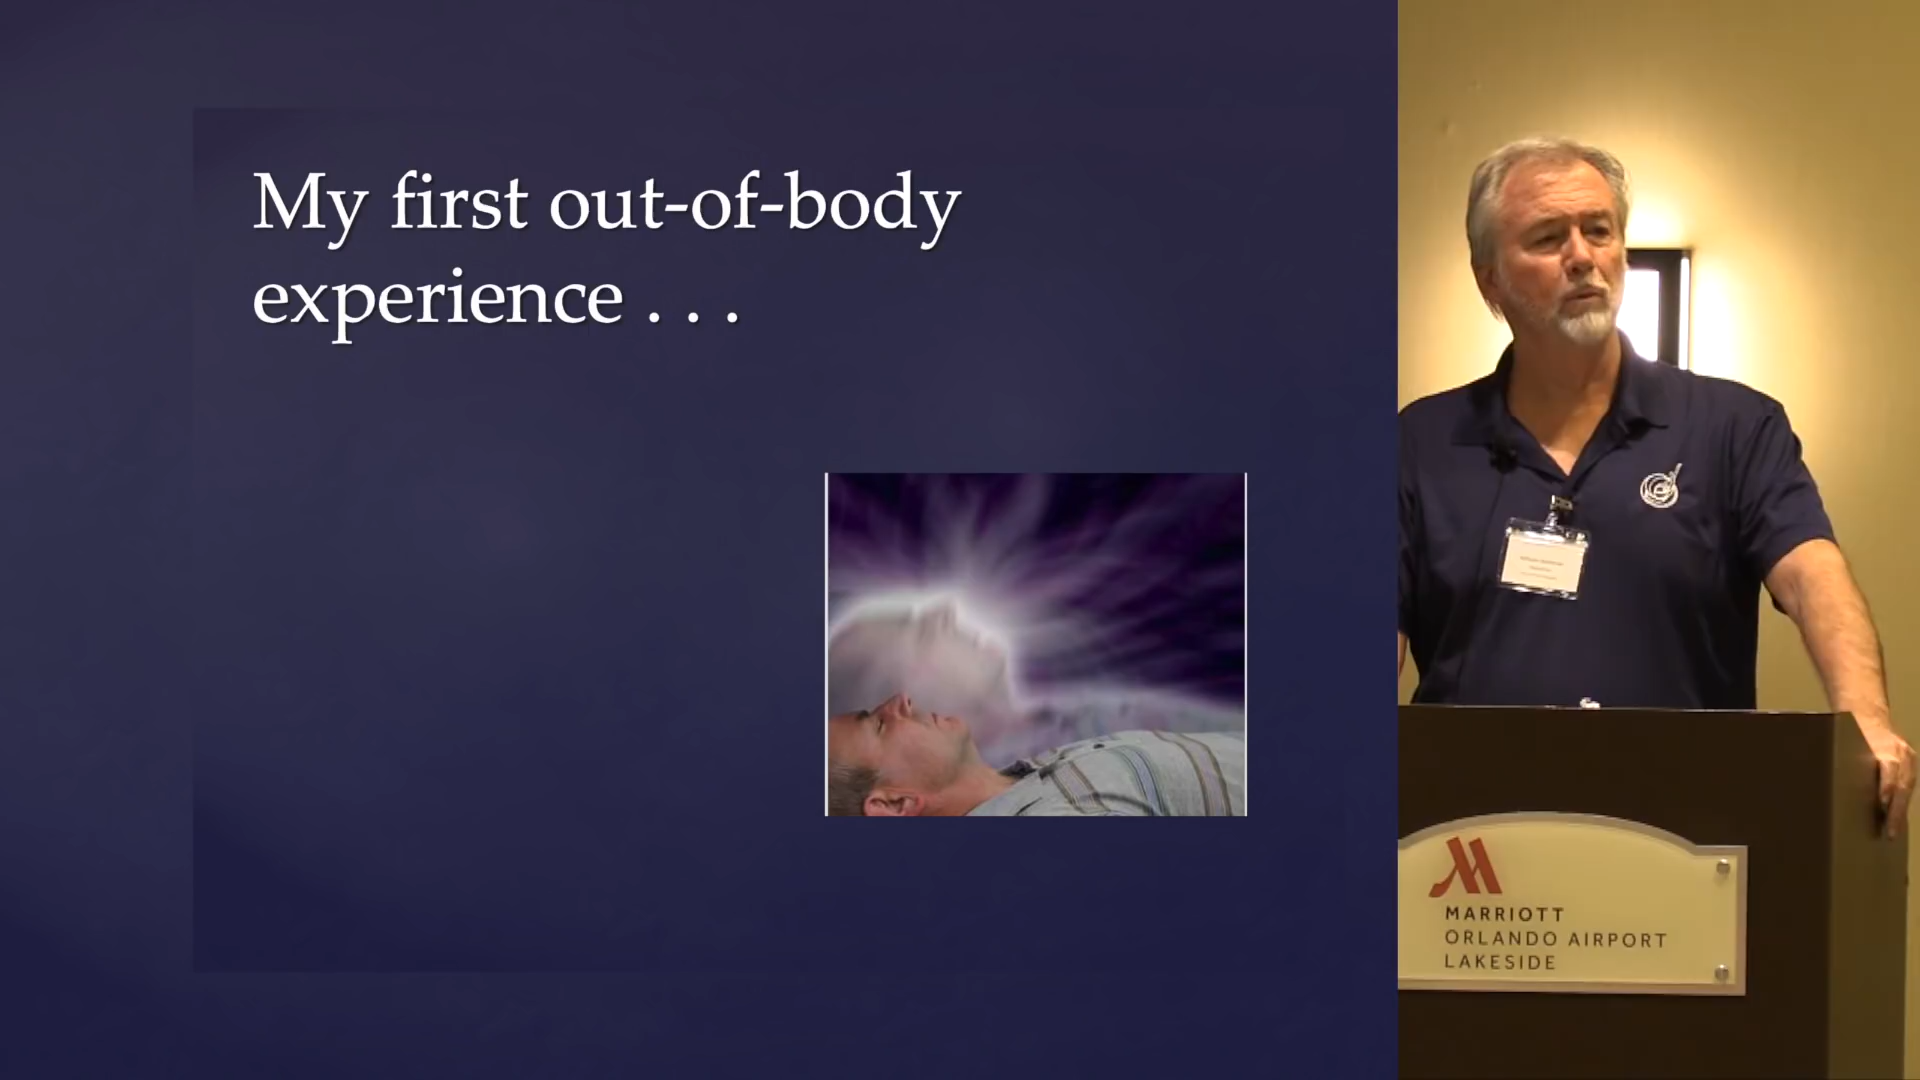 My first out-of-body
experience . . .
MARRIOTT
ORLANDO AIRPORT
LAKESIDE